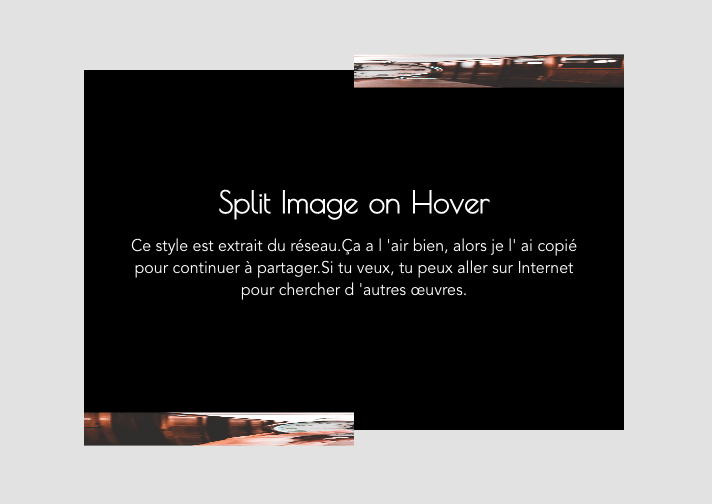 Split Image on Hover
Ce style est extrait du réseau.Ça a l 'air bien, alors je l' ai copié
pour continuer à partager.Si tu veux, tu peux aller sur Internet
pour chercher d 'autres œuvres.